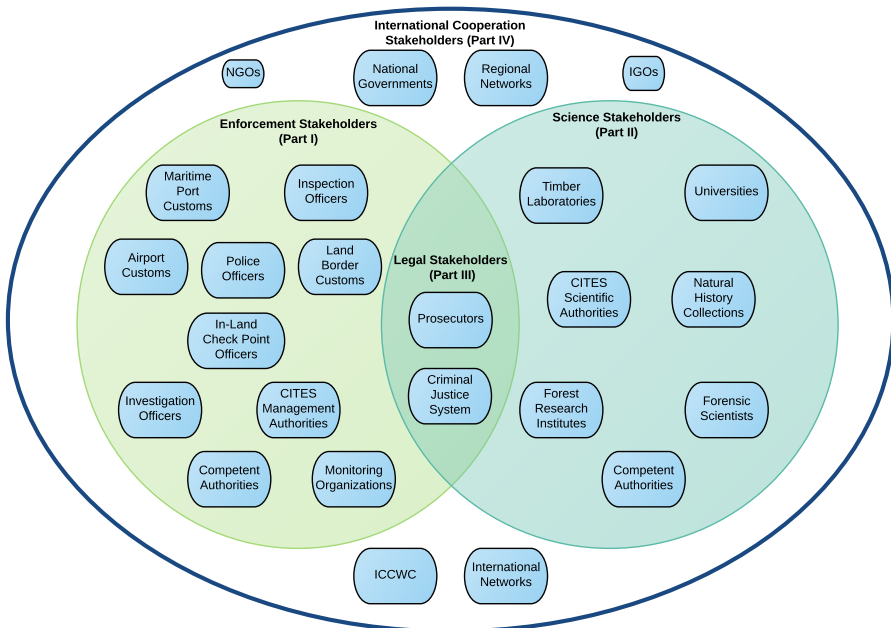 International Cooperation
Stakeholders (Part IV)
NGOs
National
Governments
Regional
Networks
IGOs
Enforcement Stakeholders
(Part I)
Maritime
Port
Customs
Inspection
Officers
Airport
Customs
Police
Officers
Land
Border
Customs
In-Land
Check Point
Officers
Investigation
Officers
CITES
Management
Authorities
Competent
Authorities
Monitoring
Organizations
Legal Stakeholders
(Part III)
Prosecutors
Criminal
Justice
System
Science Stakeholders
(Part II)
Timber
Laboratories
Universities
CITES
Scientific
Authorities
Natural
History
Collections
Forest
Research
Institutes
Forensic
Scientists
Competent
Authorities
ICCWC
International
Networks